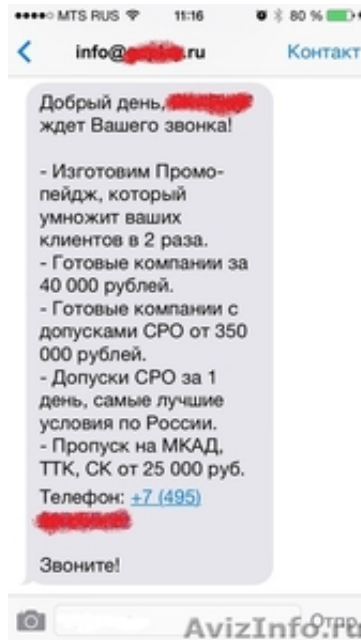 MTS RUS 11:16 80 %
info@ .ru Контакт
Добрый день,
ждет Вашего звонка!
- Изготовим Промо-
пейдж, который
умножит ваших
клиентов в 2 раза.
- Готовые компании за
40 000 рублей.
- Готовые компании с
допусками СРО от 350
000 рублей.
- Допуски СРО за 1
день, самые лучшие
условия по России.
- Пропуск на МКАД,
ТТК, СК от 25 000 руб.
Телефон: +7 (495)
Звоните!
Отпр
AvizInfo.ru